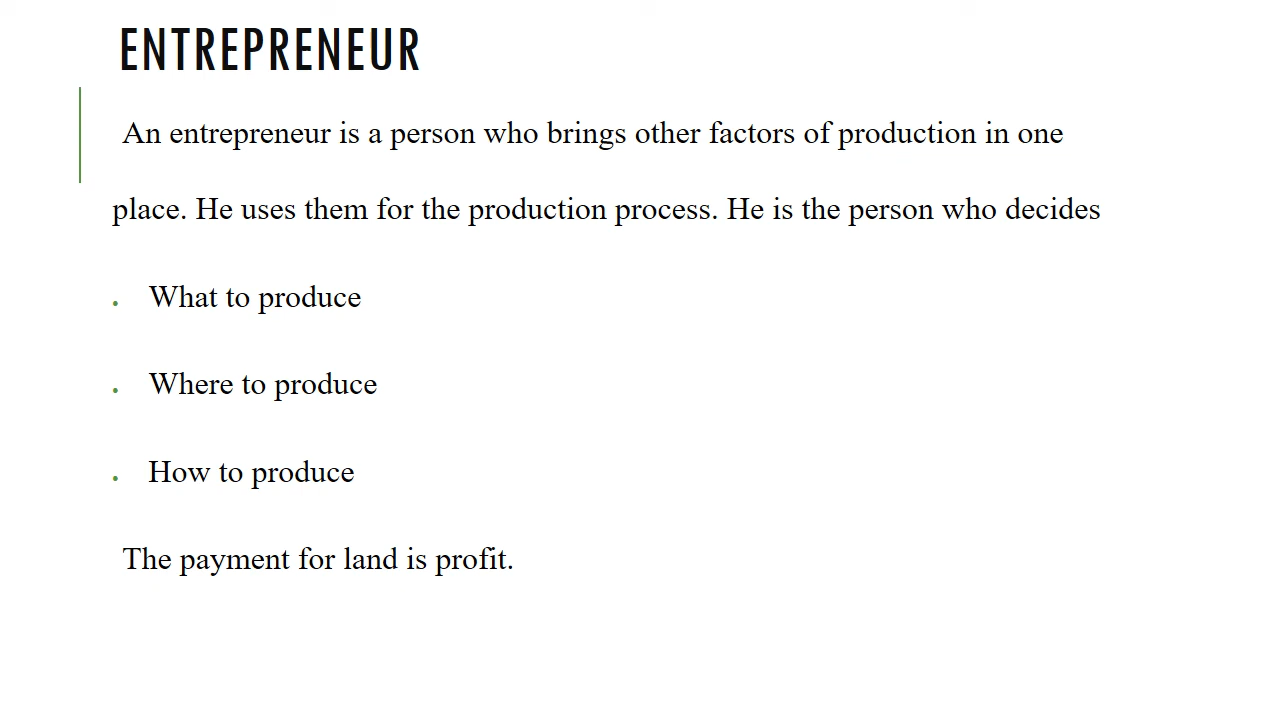 ENTREPRENEUR
An entrepreneur is a person who brings other factors of production in one
place. He uses them for the production process. He is the person who decides
• What to produce
• Where to produce
• How to produce
The payment for land is profit.